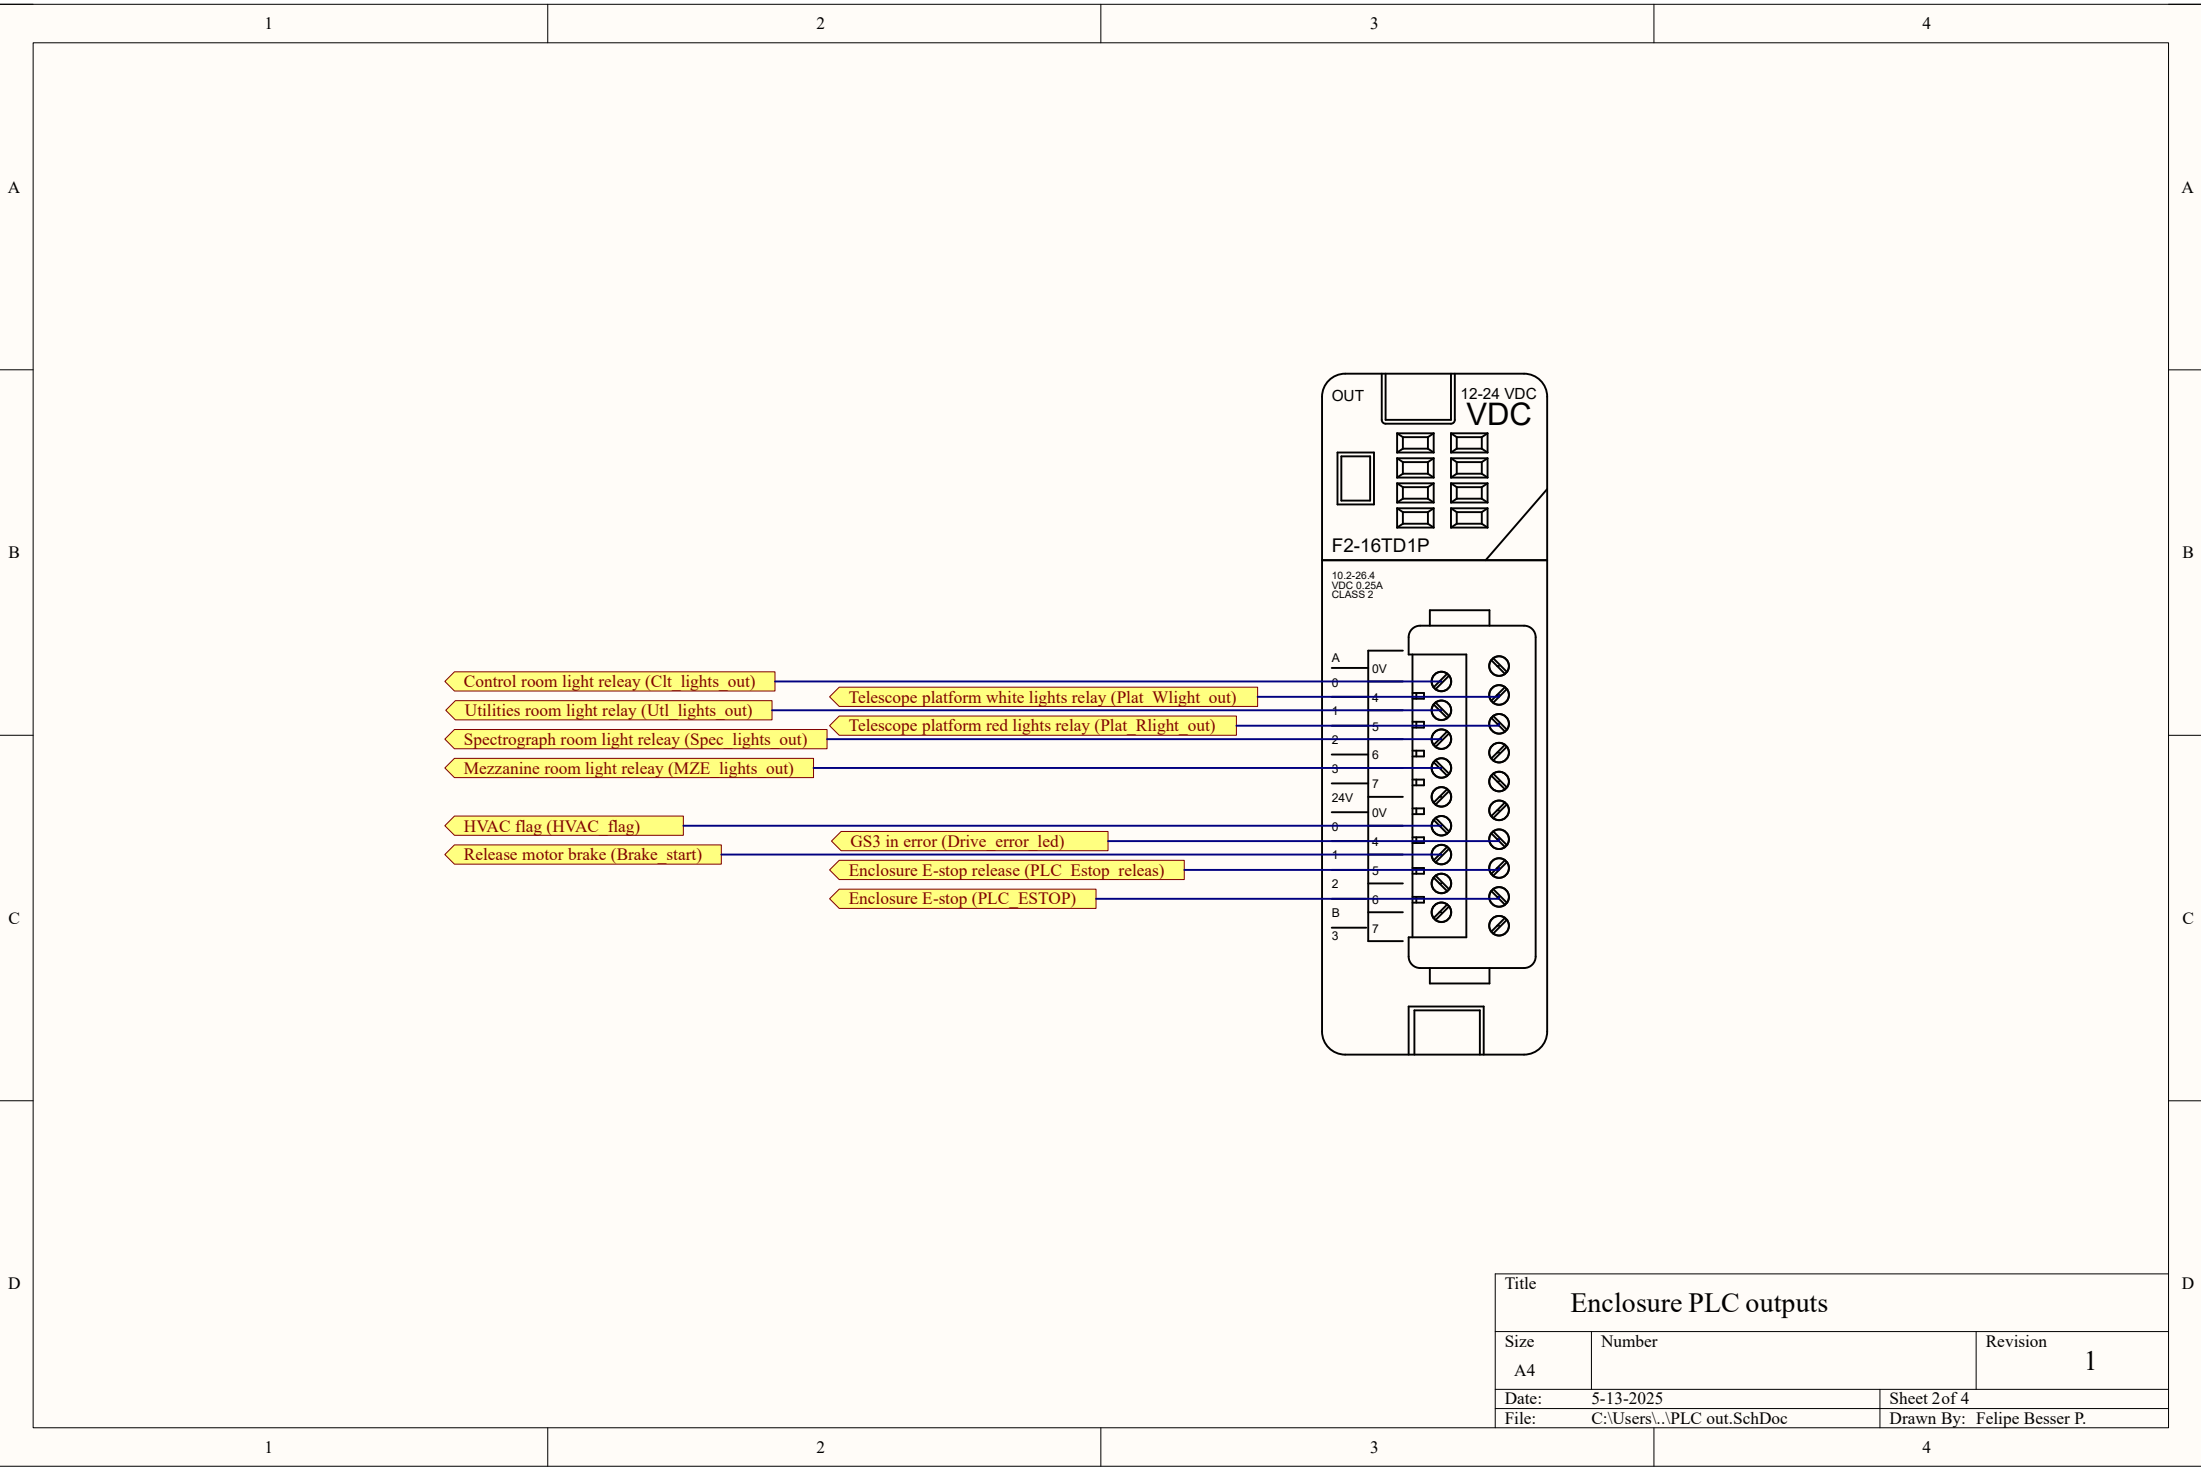 1 2 3 4
A A
OUT 12-24 VDC
VDC
B B
F2-16TD1P
10.2-26.4
VDC 0.25A
CLASS 2
A
0V
Control room light releay (Clt_lights_out)
0
Telescope platform white lights relay (Plat_Wlight_out)
4
Utilities room light relay (Utl_lights_out)
1
Telescope platform red lights relay (Plat_Rlight_out)
5
Spectrograph room light releay (Spec_lights_out)
2
6
Mezzanine room light releay (MZE_lights_out)
3
7
24V
0V
HVAC flag (HVAC_flag)
0
GS3 in error (Drive_error_led)
4
Release motor brake (Brake_start)
1
Enclosure E-stop release (PLC_Estop_releas)
5
2
Enclosure E-stop (PLC_ESTOP)
6
B
7
3
C C
D D
Title
Enclosure PLC outputs
Size Number Revision
A4 1
Date: 5-13-2025 Sheet 2of 4
File: C:\Users\..\PLC out.SchDoc Drawn By: Felipe Besser P.
1 2 3 4